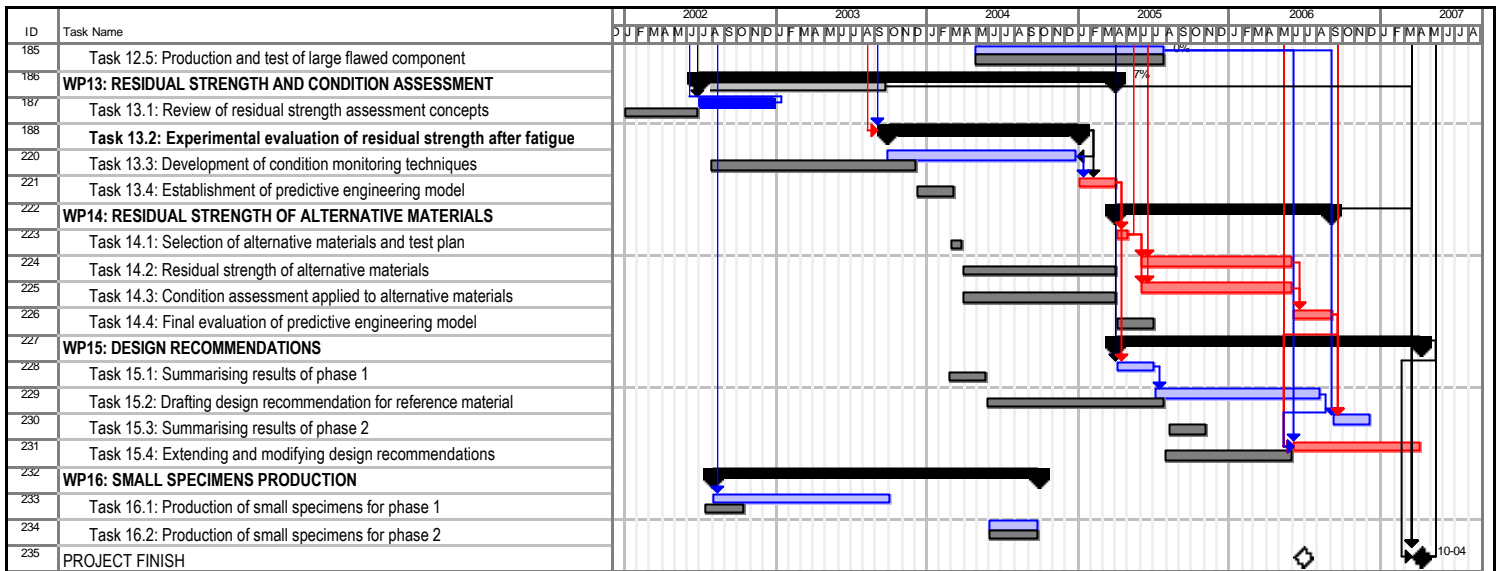 2002 2003 2004 2005 2006 2007
ID Task Name D J F M A M J J A S O N D J F M A M J J A S O N D J F M A M J J A S O N D J F M A M J J A S O N D J F M A M J J A S O N D J F M A M J J A
185 Task 12.5: Production and test of large flawed component 0%
186 WP13: RESIDUAL STRENGTH AND CONDITION ASSESSMENT 7%
187 Task 13.1: Review of residual strength assessment concepts
188 Task 13.2: Experimental evaluation of residual strength after fatigue
220 Task 13.3: Development of condition monitoring techniques
221 Task 13.4: Establishment of predictive engineering model
222 WP14: RESIDUAL STRENGTH OF ALTERNATIVE MATERIALS
223 Task 14.1: Selection of alternative materials and test plan
224 Task 14.2: Residual strength of alternative materials
225 Task 14.3: Condition assessment applied to alternative materials
226 Task 14.4: Final evaluation of predictive engineering model
227 WP15: DESIGN RECOMMENDATIONS
228 Task 15.1: Summarising results of phase 1
229 Task 15.2: Drafting design recommendation for reference material
230 Task 15.3: Summarising results of phase 2
231 Task 15.4: Extending and modifying design recommendations
232 WP16: SMALL SPECIMENS PRODUCTION
233 Task 16.1: Production of small specimens for phase 1
234 Task 16.2: Production of small specimens for phase 2
235 PROJECT FINISH 10-04